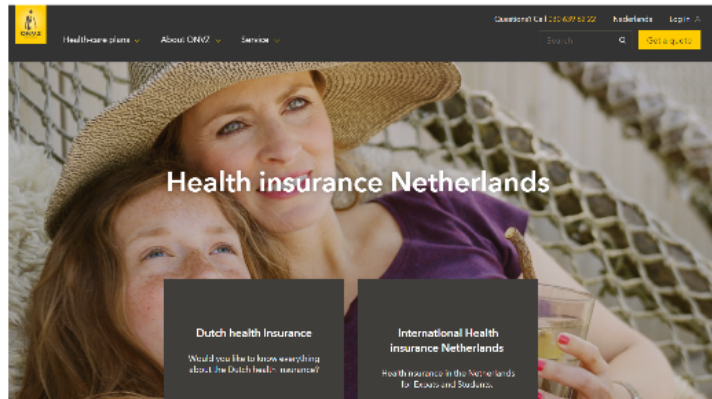 Questions? Call 030 639 62 22 Nederlands Login
ONVZ
Health-care plans About ONVZ Service Search Get a quote
Health insurance Netherlands
Dutch health Insurance
Would you like to know everything
about the Dutch health insurance?
International Health
insurance Netherlands
Health insurance in the Netherlands
for Expats and Students.